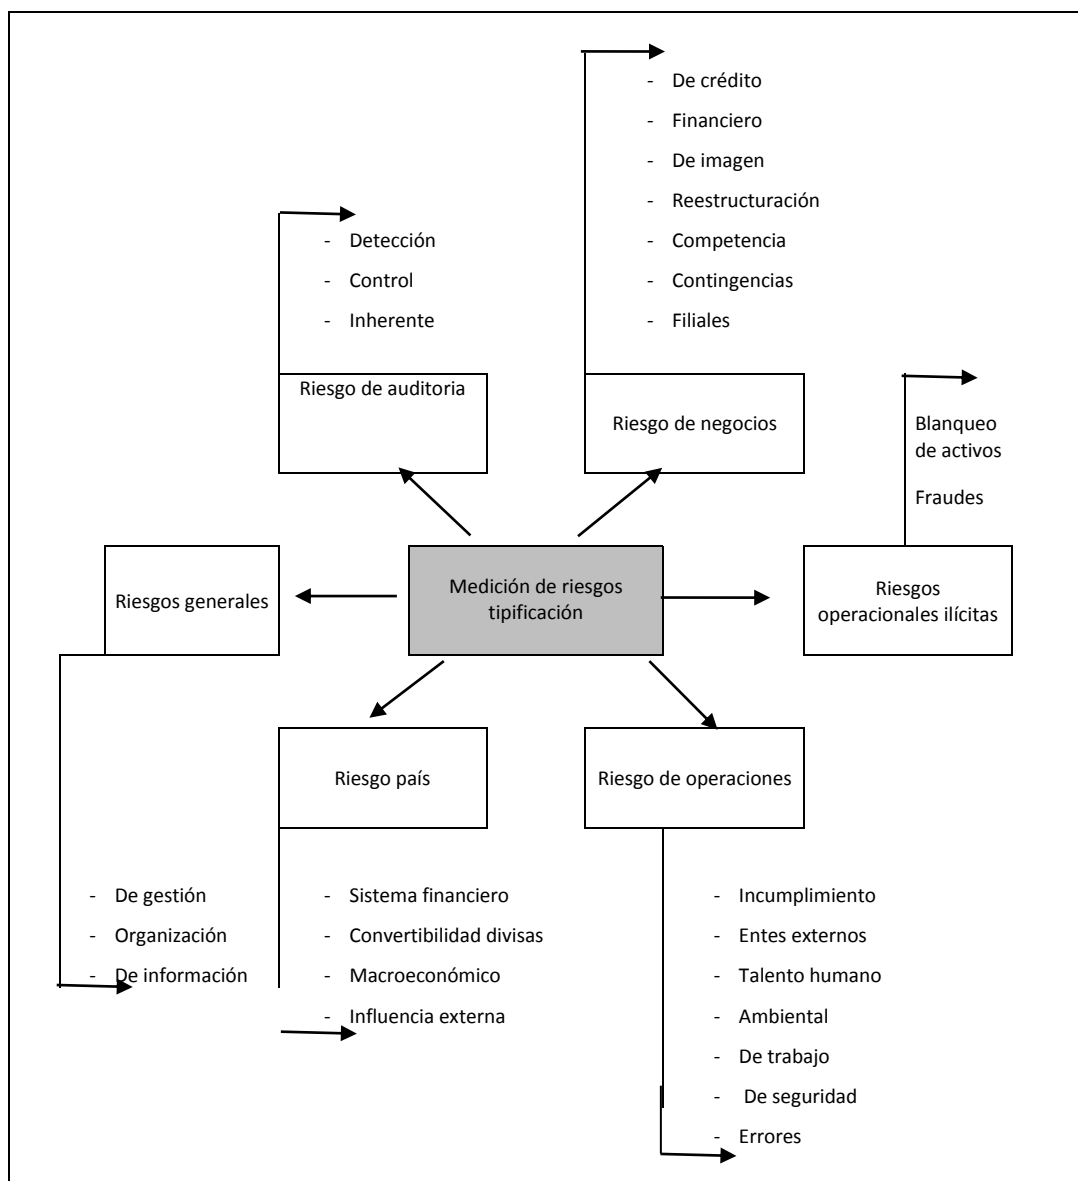 - De crédito
- Financiero
- De imagen
- Reestructuración
- Competencia
- Contingencias
- Filiales
- Detección
- Control
- Inherente
Riesgo de auditoria
Riesgo de negocios
Blanqueo
de activos
Fraudes
Riesgos generales
Medición de riesgos
tipificación
Riesgos
operacionales ilícitas
Riesgo país
Riesgo de operaciones
- De gestión
- Organización
- De información
- Sistema financiero
- Convertibilidad divisas
- Macroeconómico
- Influencia externa
- Incumplimiento
- Entes externos
- Talento humano
- Ambiental
- De trabajo
- De seguridad
- Errores